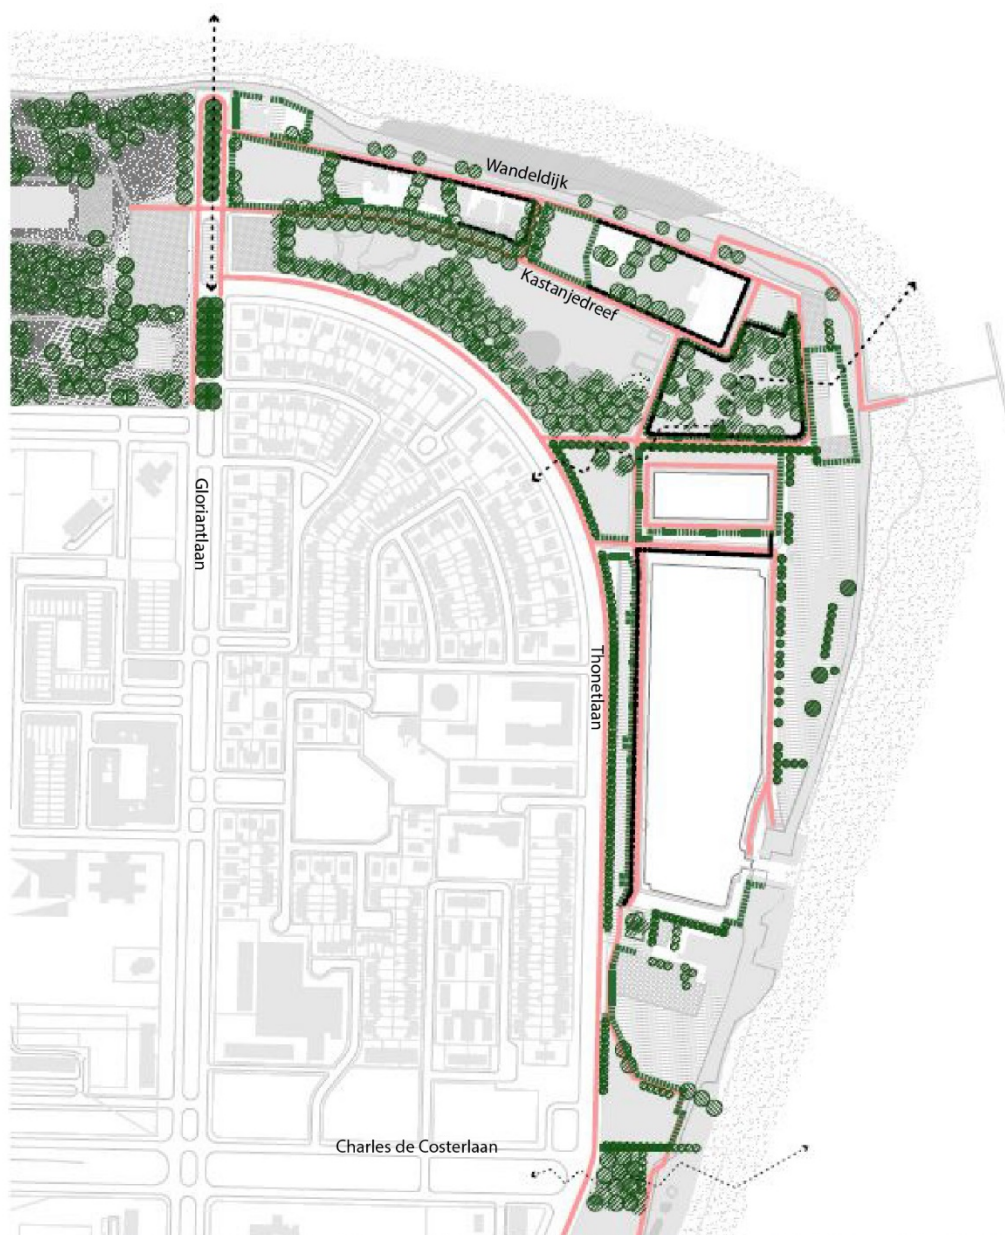 Wandeldijk
Kastanjedreef
Gloriantlaan
Thonetlaan
Charles de Costerlaan